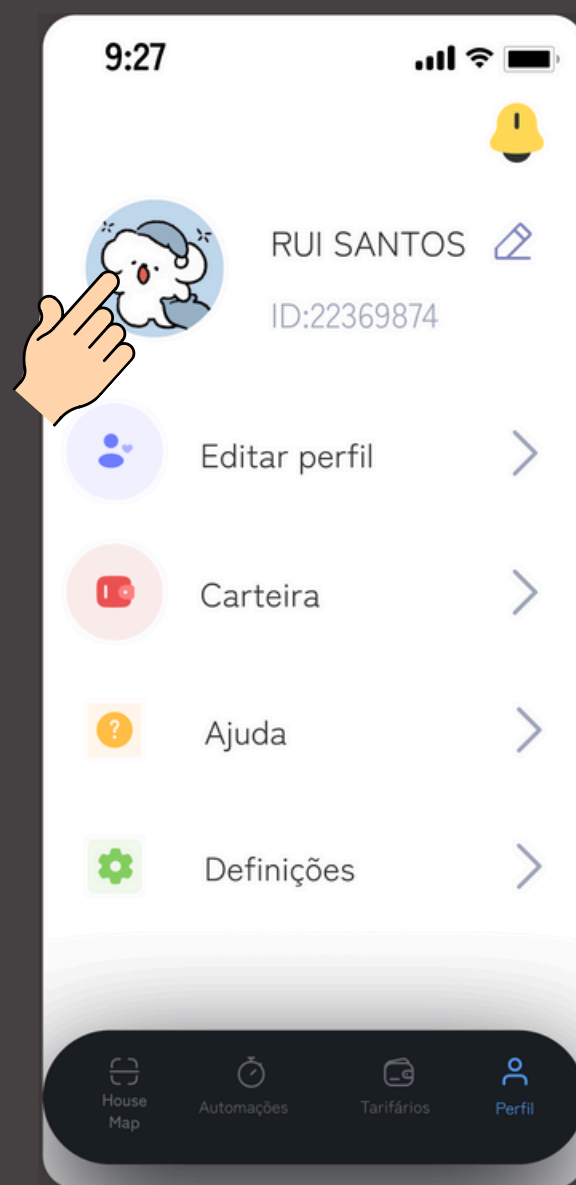 9:27
RUI SANTOS
ID:22369874
Editar perfil
Carteira
?
Ajuda
Definições
House
Map
Automações
Tarifários
Perfil